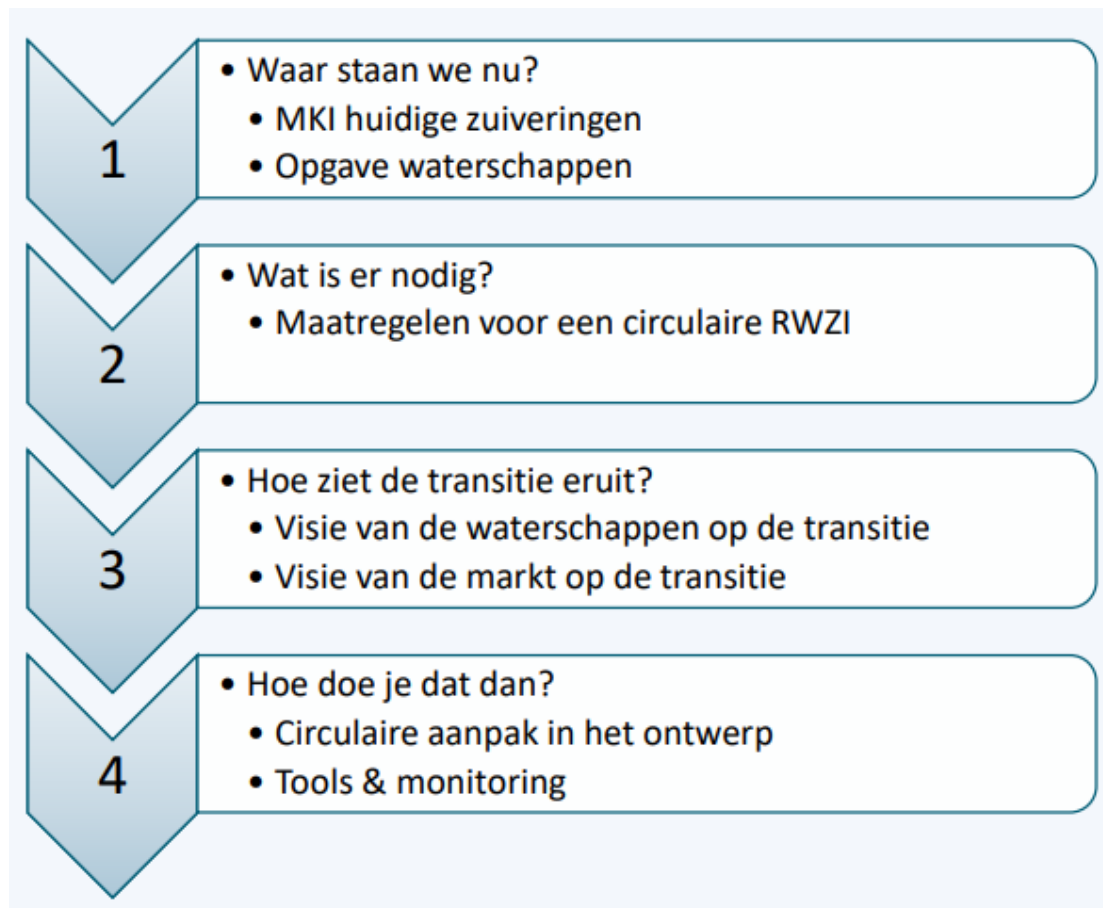 1
• Waar staan we nu?
• MKI huidige zuiveringen
• Opgave waterschappen
2
• Wat is er nodig?
• Maatregelen voor een circulaire RWZI
3
• Hoe ziet de transitie eruit?
• Visie van de waterschappen op de transitie
• Visie van de markt op de transitie
4
• Hoe doe je dat dan?
• Circulaire aanpak in het ontwerp
• Tools & monitoring